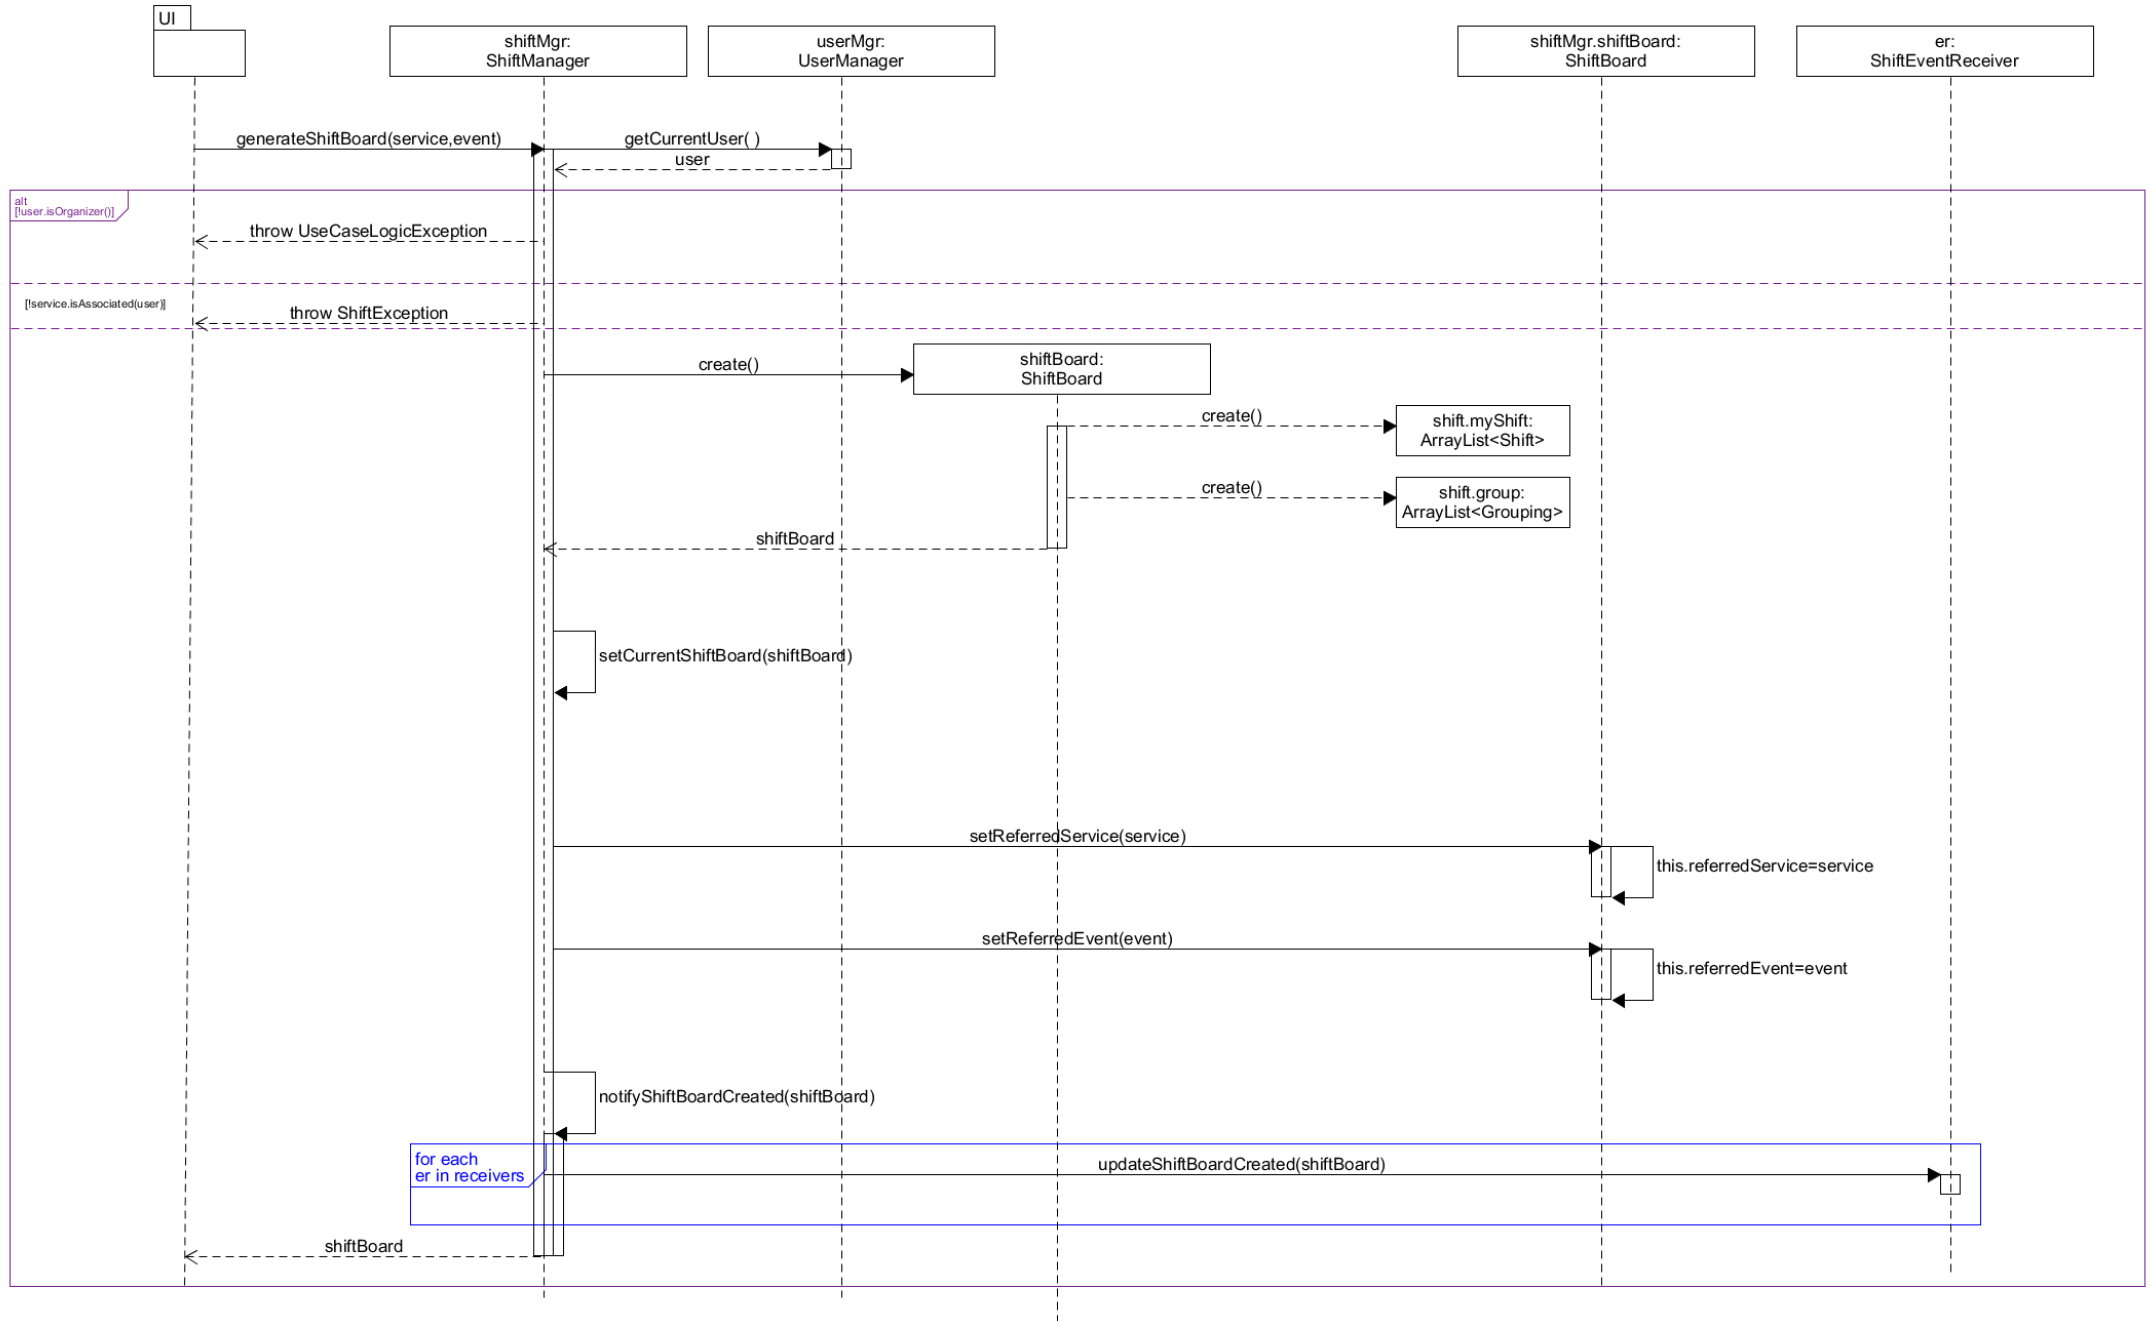 UI
shiftMgr:
ShiftManager
userMgr:
UserManager
shiftMgr.shiftBoard:
ShiftBoard
er:
ShiftEventReceiver
generateShiftBoard(service,event)
getCurrentUser( )
user
alt
[!user.isOrganizer()]
throw UseCaseLogicException
[!service.isAssociated(user)]
throw ShiftException
create()
shiftBoard:
ShiftBoard
create()
shift.myShift:
ArrayList<Shift>
create()
shift.group:
ArrayList<Grouping>
shiftBoard
setCurrentShiftBoard(shiftBoard)
setReferredService(service)
this.referredService=service
setReferredEvent(event)
this.referredEvent=event
notifyShiftBoardCreated(shiftBoard)
for each
er in receivers
updateShiftBoardCreated(shiftBoard)
shiftBoard